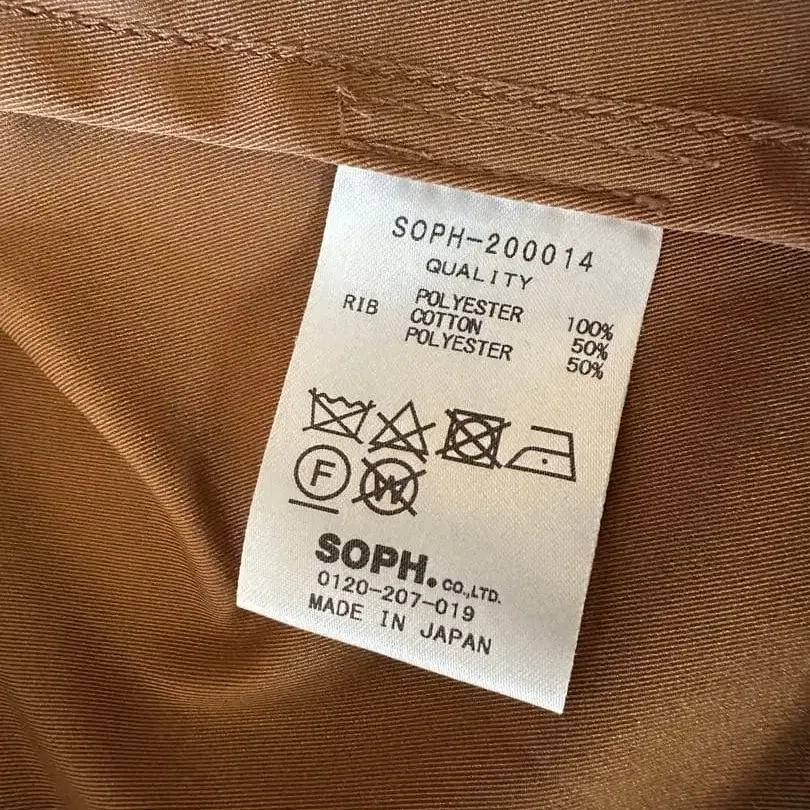 SOPH-200014
QUALITY
POLYESTER 100%
RIB COTTON 50%
POLYESTER 50%
F
W
SOPH. CO.,LTD.
0120-207-019
MADE IN JAPAN